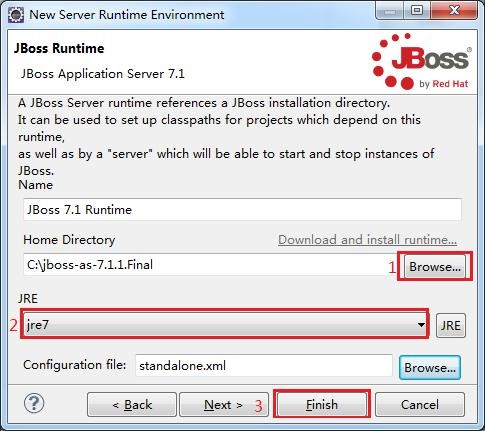 New Server Runtime Environment
JBoss Runtime
JBoss Application Server 7.1
JBoss
by Red Hat
A JBoss Server runtime references a JBoss installation directory.
It can be used to set up classpaths for projects which depend on this
runtime,
as well as by a "server" which will be able to start and stop instances of
JBoss.
Name
JBoss 7.1 Runtime
Home Directory
Download and install runtime...
C:\jboss-as-7.1.1.Final
1
Browse...
JRE
2
jre7
JRE
Configuration file:
standalone.xml
Browse...
?
< Back
Next >
3
Finish
Cancel